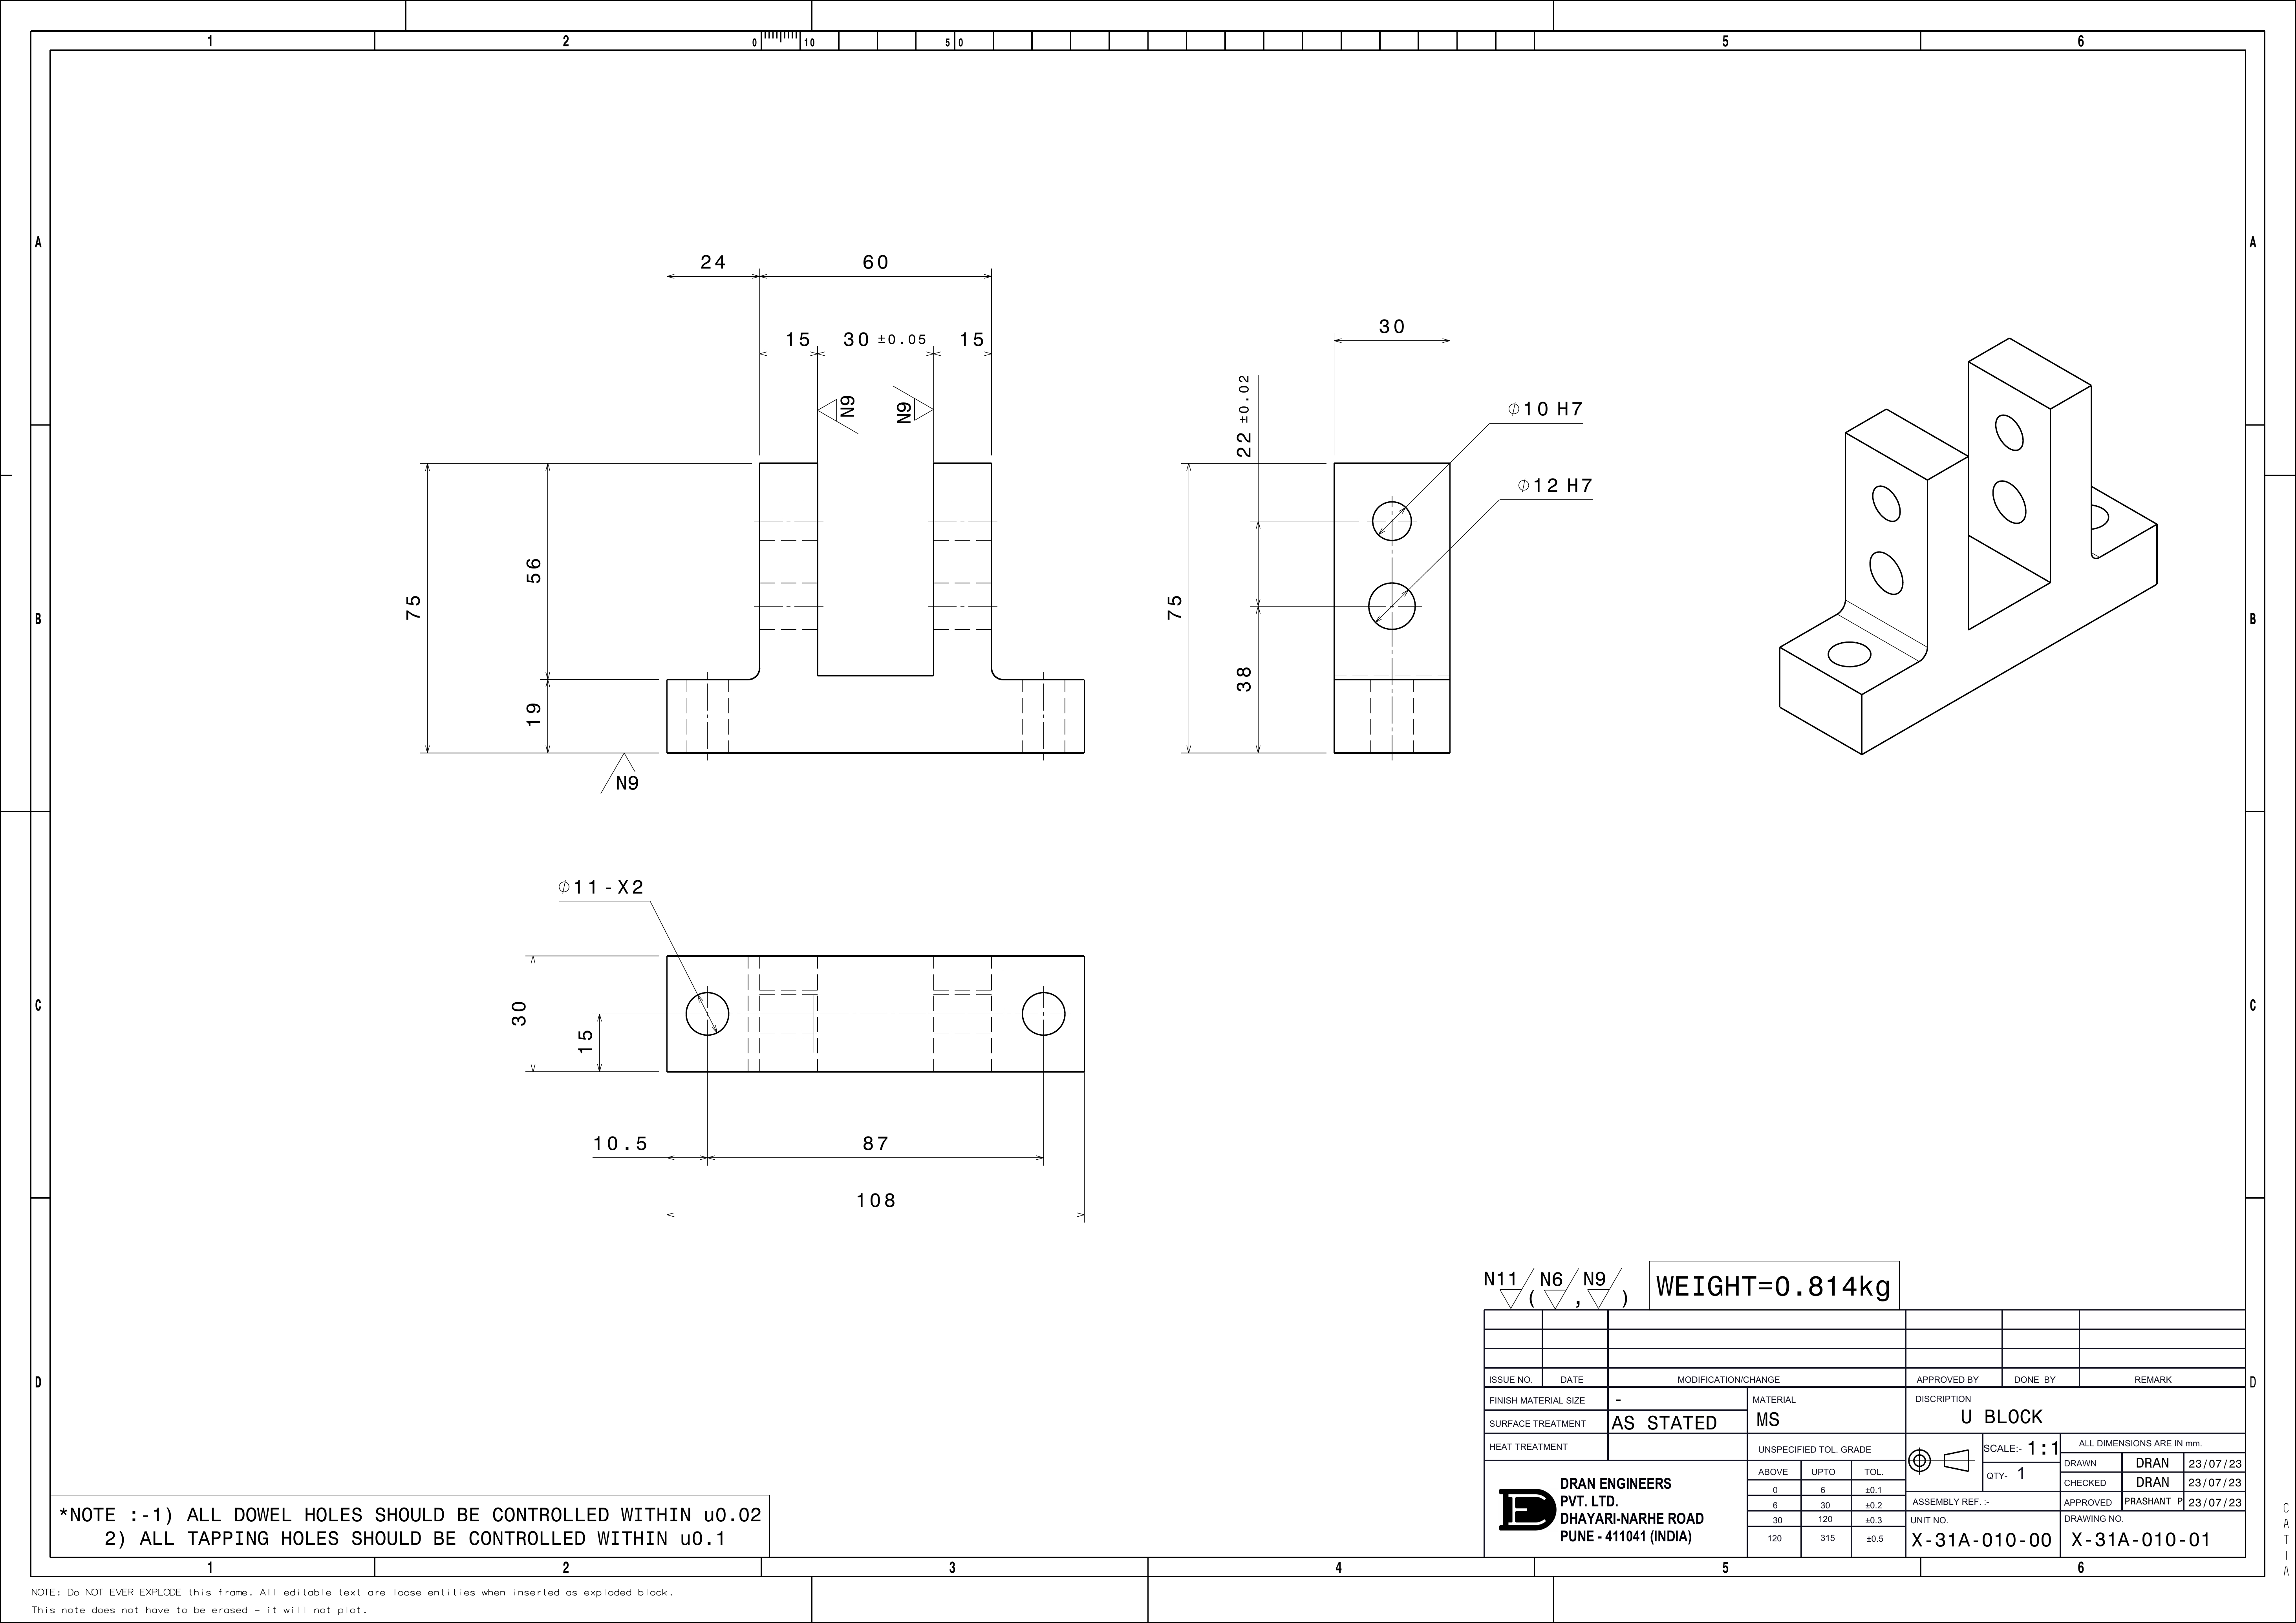 1 2 0 10 50 5 6
A A
B B
C C
D D
24 60
15 30 ±0.05 15
N9 N9
75 56 19
N9
30
22 ±0.02
75 38
∅10 H7
∅12 H7
∅11-X2
30 15
10.5 87
108
N11 ( N6 , N9 )
WEIGHT=0.814kg
ISSUE NO. DATE MODIFICATION/CHANGE APPROVED BY DONE BY REMARK
FINISH MATERIAL SIZE - MATERIAL DISCRIPTION
MS U BLOCK
SURFACE TREATMENT AS STATED
HEAT TREATMENT UNSPECIFIED TOL. GRADE SCALE:- 1:1 ALL DIMENSIONS ARE IN mm.
ABOVE UPTO TOL. QTY- 1 DRAWN DRAN 23/07/23
0 6 ±0.1 CHECKED DRAN 23/07/23
6 30 ±0.2 ASSEMBLY REF. :- APPROVED PRASHANT P 23/07/23
30 120 ±0.3 UNIT NO. DRAWING NO.
120 315 ±0.5 X-31A-010-00 X-31A-010-01
DRAN ENGINEERS
PVT. LTD.
DHAYARI-NARHE ROAD
PUNE - 411041 (INDIA)
*NOTE :-1) ALL DOWEL HOLES SHOULD BE CONTROLLED WITHIN u0.02
2) ALL TAPPING HOLES SHOULD BE CONTROLLED WITHIN u0.1
1 2 3 4 5 6
NOTE: Do NOT EVER EXPLODE this frame. All editable text are loose entities when inserted as exploded block.
This note does not have to be erased - it will not plot.
CATIA